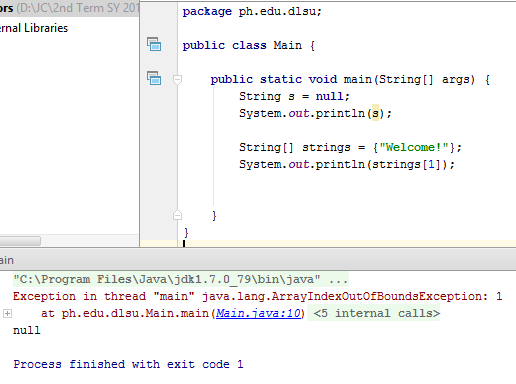 ors (D:\JC\2nd Term SY 201
ernal Libraries
package ph.edu.dlsu;
public class Main {
public static void main(String[] args) {
String s = null;
System.out.println(s);
String[] strings = {"Welcome!"};
System.out.println(strings[1]);
}
}
ain
"C:\Program Files\Java\jdk1.7.0_79\bin\java" ...
Exception in thread "main" java.lang.ArrayIndexOutOfBoundsException: 1
at ph.edu.dlsu.Main.main(Main.java:10) <5 internal calls>
null
Process finished with exit code 1